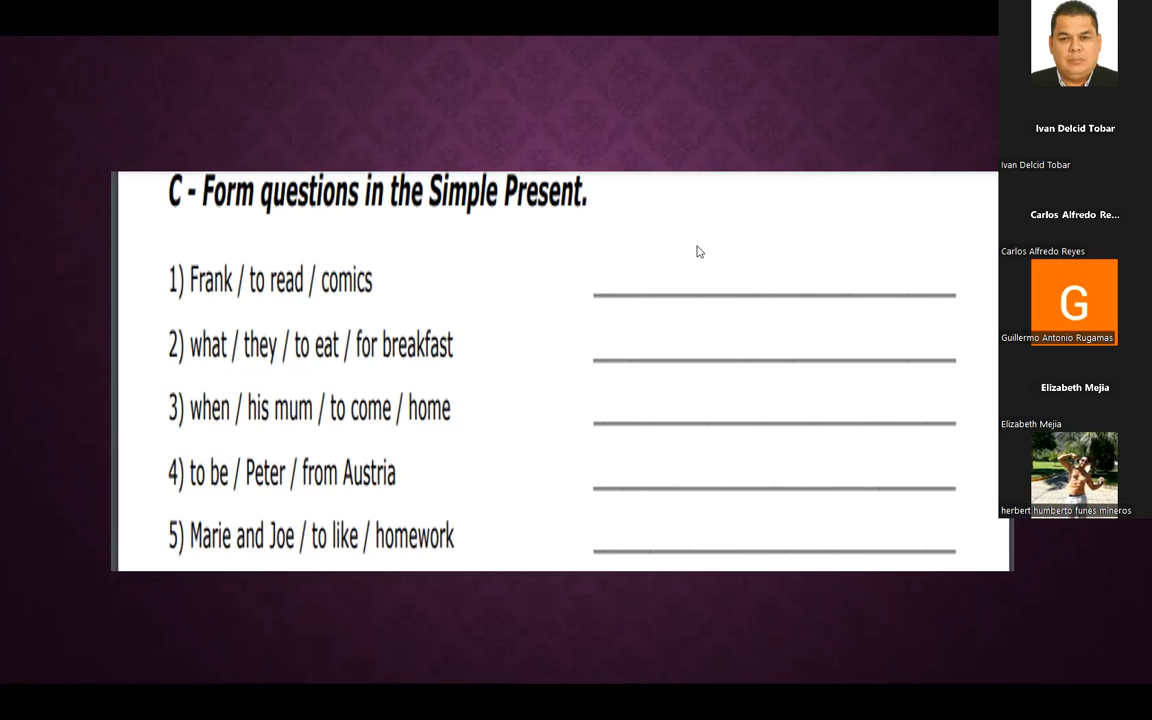 C - Form questions in the Simple Present.
1) Frank / to read / comics
2) what / they / to eat / for breakfast
3) when / his mum / to come / home
4) to be / Peter / from Austria
5) Marie and Joe / to like / homework
Ivan Delcid Tobar
Ivan Delcid Tobar
Carlos Alfredo Re...
Carlos Alfredo Reyes
G
Guillermo Antonio Rugamas
Elizabeth Mejia
Elizabeth Mejia
herbert humberto funes mineros